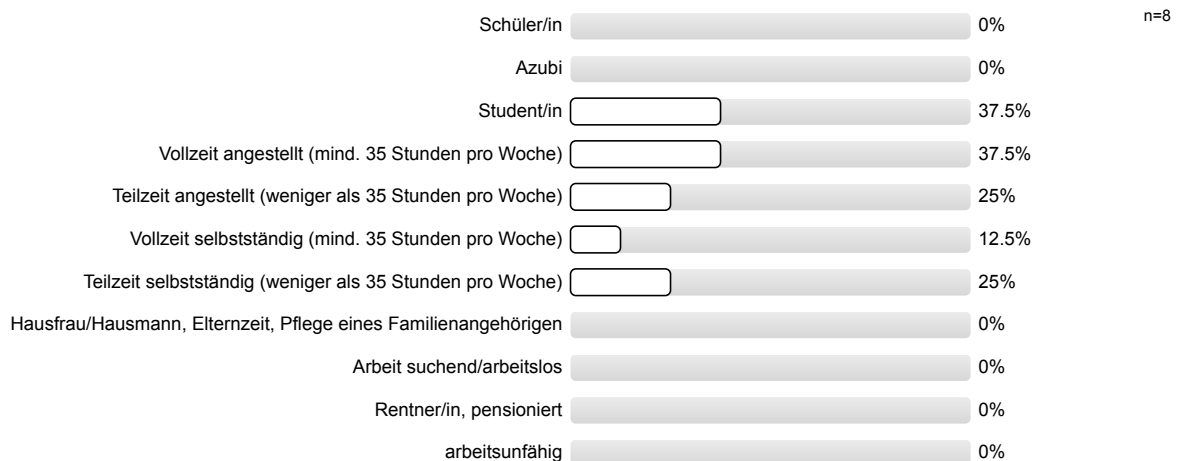 n=8
Schüler/in 0%
Azubi 0%
Student/in 37.5%
Vollzeit angestellt (mind. 35 Stunden pro Woche) 37.5%
Teilzeit angestellt (weniger als 35 Stunden pro Woche) 25%
Vollzeit selbstständig (mind. 35 Stunden pro Woche) 12.5%
Teilzeit selbstständig (weniger als 35 Stunden pro Woche) 25%
Hausfrau/Hausmann, Elternzeit, Pflege eines Familienangehörigen 0%
Arbeit suchend/arbeitslos 0%
Rentner/in, pensioniert 0%
arbeitsunfähig 0%